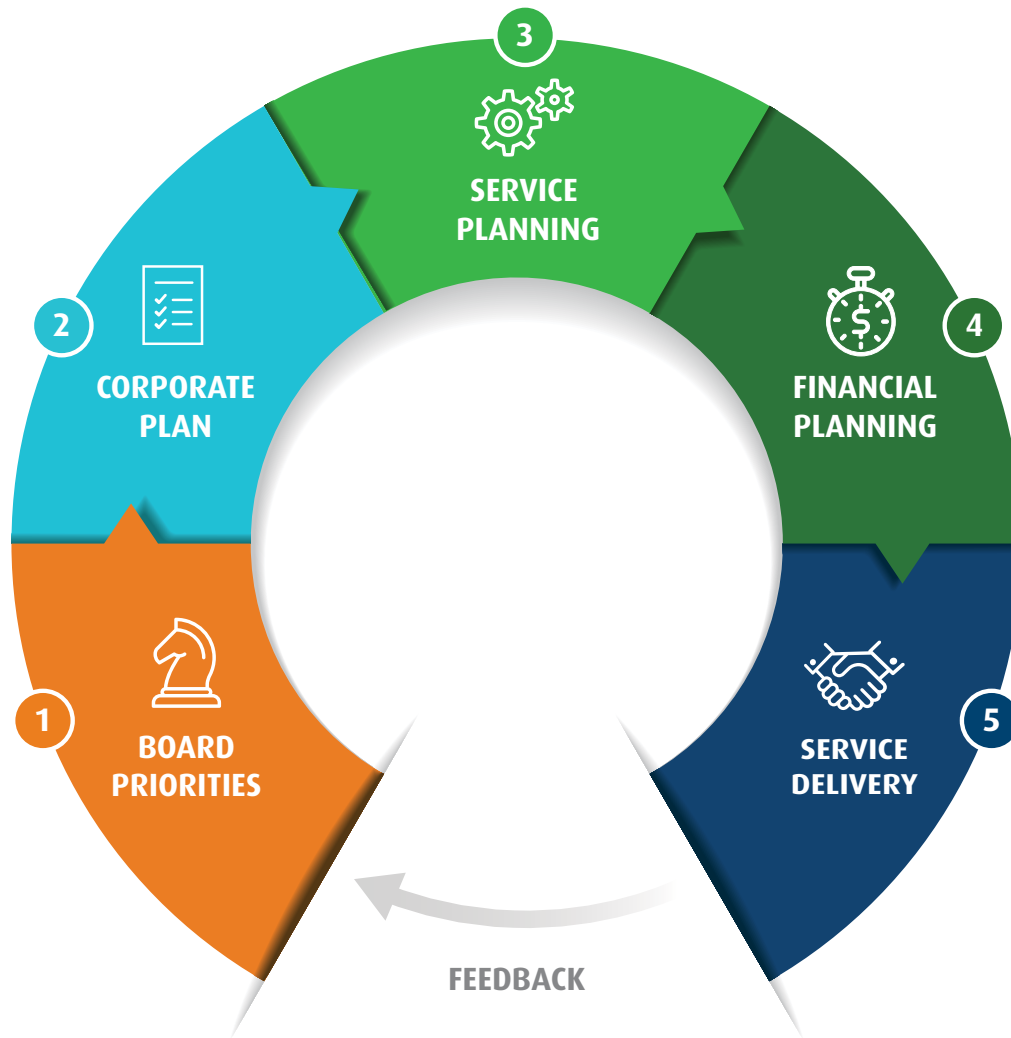 1
BOARD
PRIORITIES
2
CORPORATE
PLAN
3
SERVICE
PLANNING
4
FINANCIAL
PLANNING
$
5
SERVICE
DELIVERY
FEEDBACK